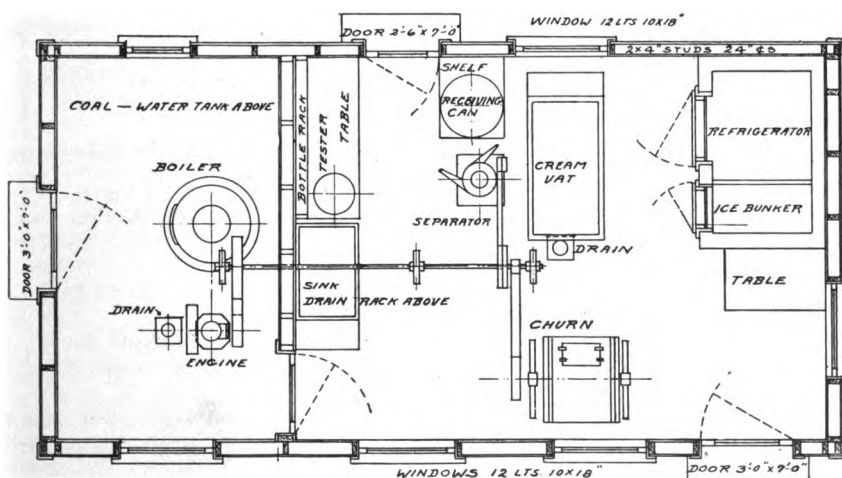 DOOR 2'-6" x 7'-0"
WINDOW 12 LTS 10X18"
2X4" STUDS 24"
SHELF
COAL — WATER TANK ABOVE
RECEIVING
CAN
BOTTLE RACK
TESTER
TABLE
REFRIGERATOR
BOILER
CREAM
VAT
ICE BUNKER
SEPARATOR
DRAIN
DOOR 3'-0" x 7'-0"
SINK
TABLE
DRAIN RACK ABOVE
DRAIN
CHURN
ENGINE
WINDOWS 12 LTS. 10X18"
DOOR 3'-0" x 7'-0"